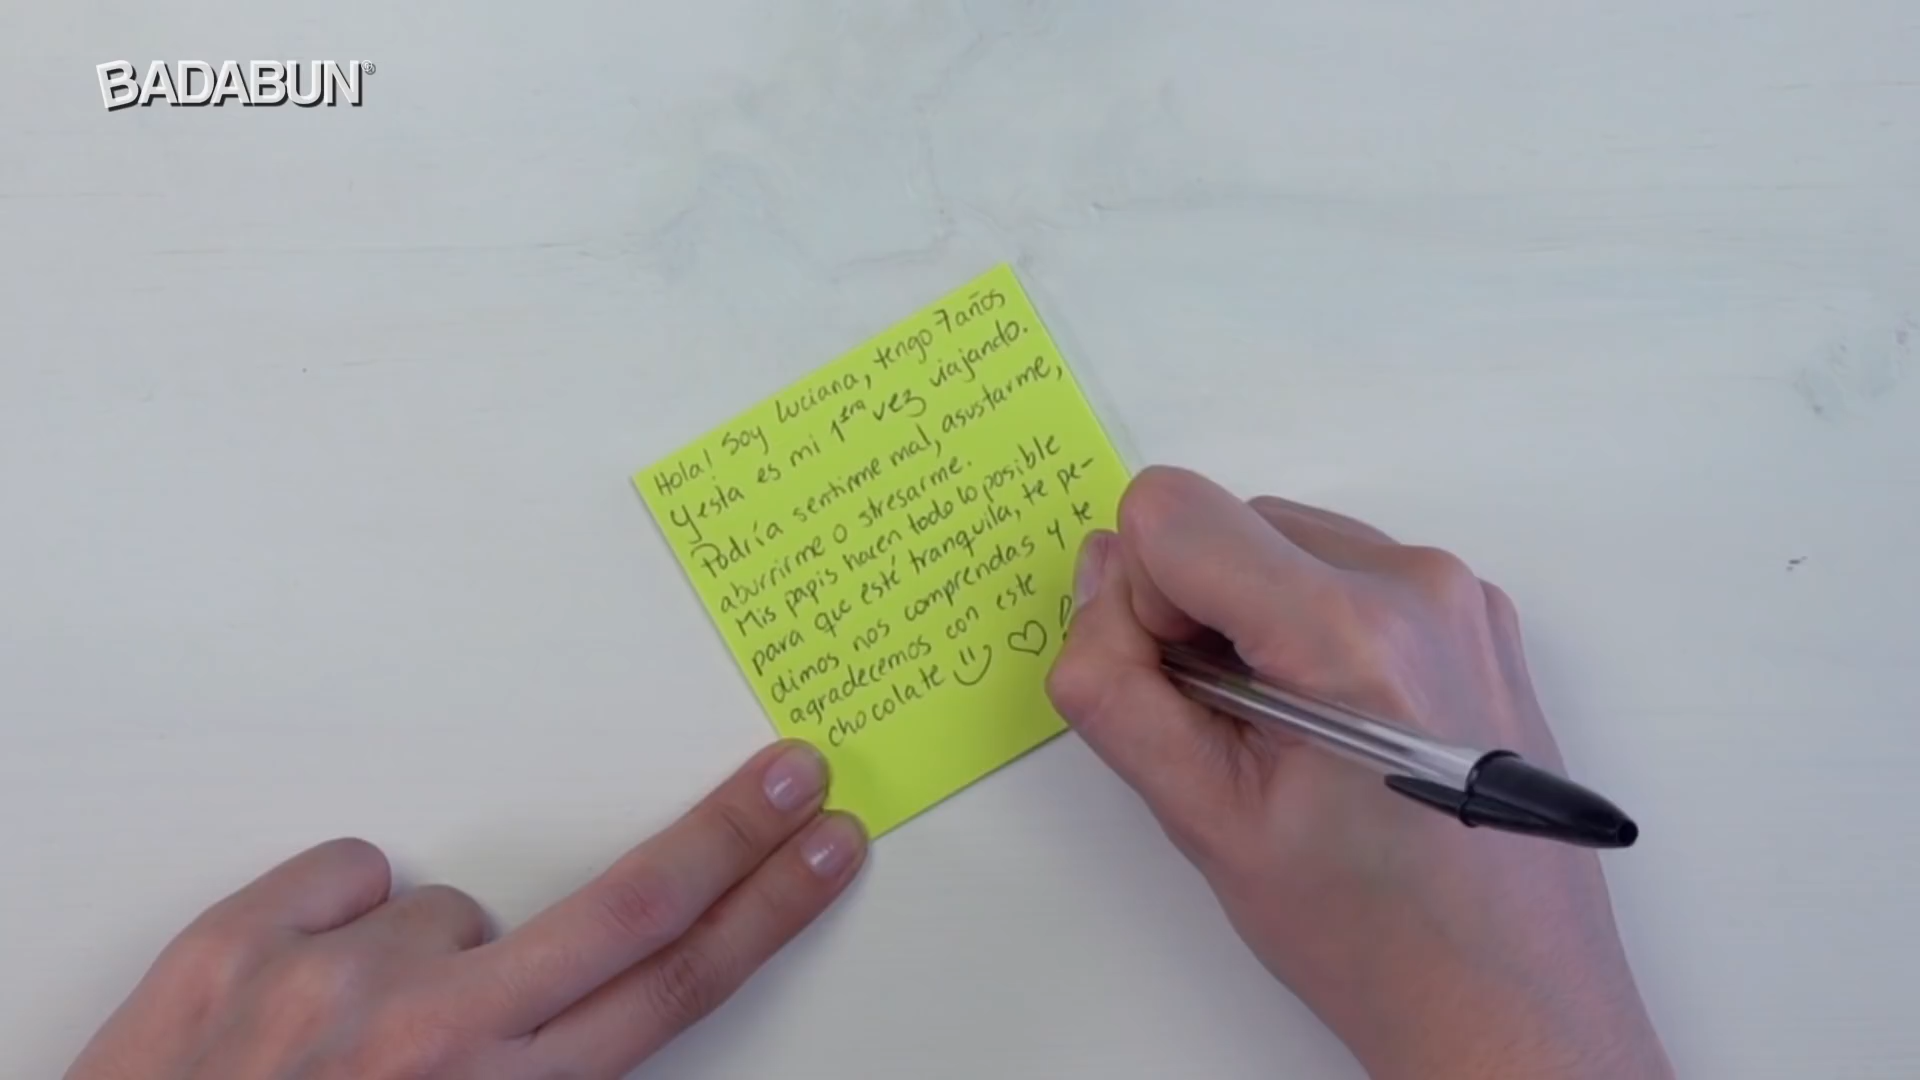 BADABUN®
Hola! Soy Luciana, tengo 7 años
y esta es mi 1era vez viajando.
Podría sentirme mal, asustarme,
aburrirme o stresarme.
Mis papis hacen todo lo posible
para que esté tranquila, te pe-
dimos nos comprendas y te
agradecemos con este
chocolate